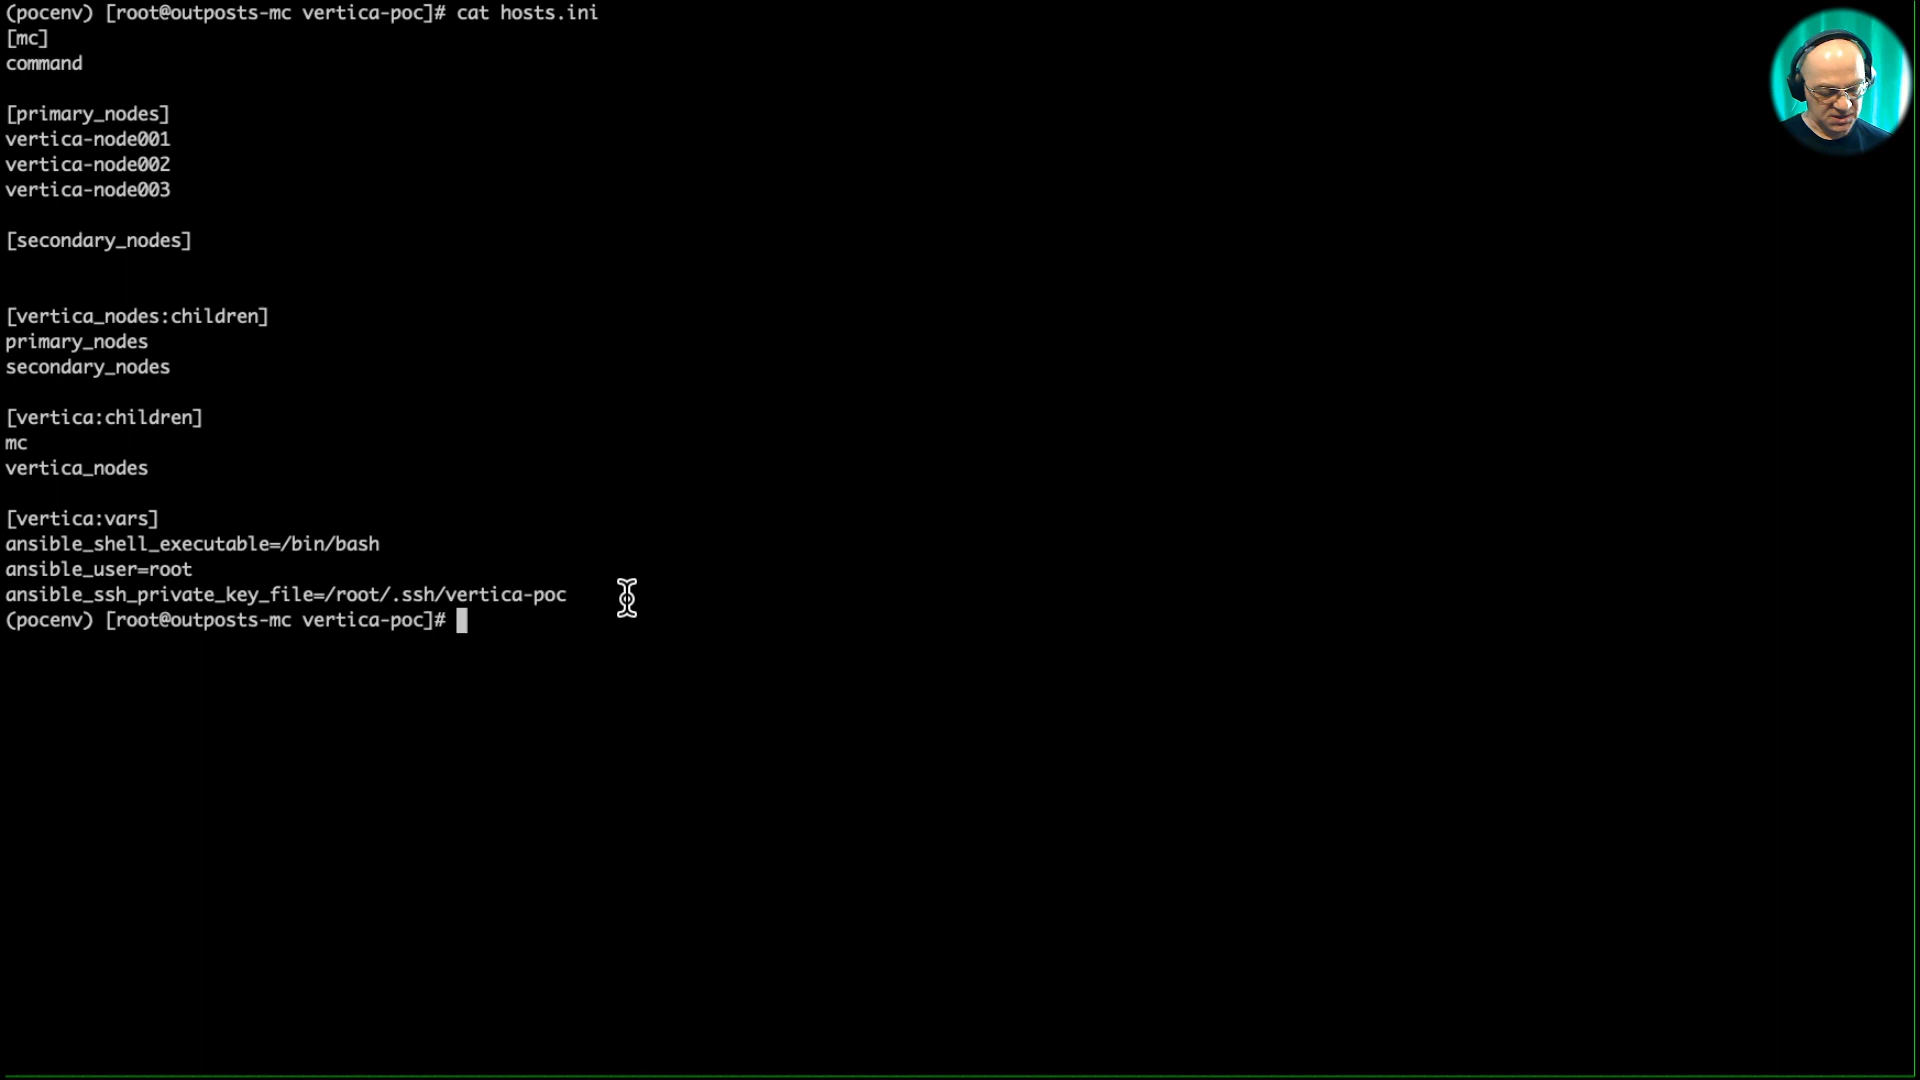 (pocenv) [root@outposts-mc vertica-poc]# cat hosts.ini
[mc]
command
[primary_nodes]
vertica-node001
vertica-node002
vertica-node003
[secondary_nodes]
[vertica_nodes:children]
primary_nodes
secondary_nodes
[vertica:children]
mc
vertica_nodes
[vertica:vars]
ansible_shell_executable=/bin/bash
ansible_user=root
ansible_ssh_private_key_file=/root/.ssh/vertica-poc
(pocenv) [root@outposts-mc vertica-poc]#